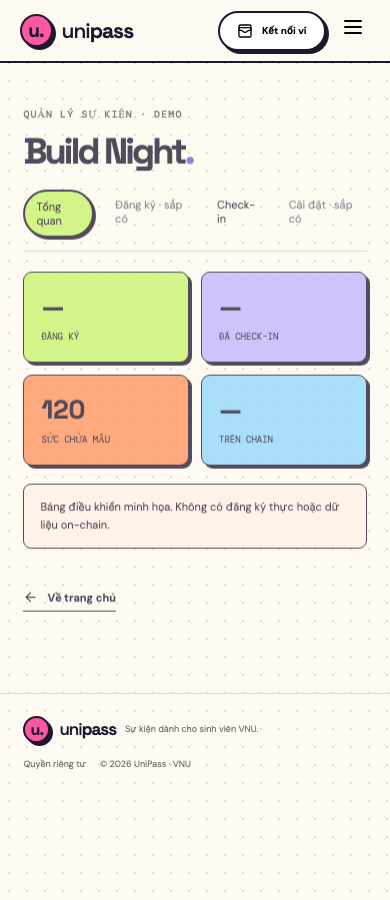 u. unipass
Kết nối ví
QUẢN LÝ SỰ KIỆN · DEMO
Build Night.
Tổng quan
Đăng ký · sắp có
Check-in
Cài đặt · sắp có
—
ĐĂNG KÝ
—
ĐÃ CHECK-IN
120
SỨC CHỨA MẪU
—
TRÊN CHAIN
Bảng điều khiển minh họa. Không có đăng ký thực hoặc dữ
liệu on-chain.
← Về trang chủ
u. unipass Sự kiện dành cho sinh viên VNU.
Quyền riêng tư © 2026 UniPass · VNU